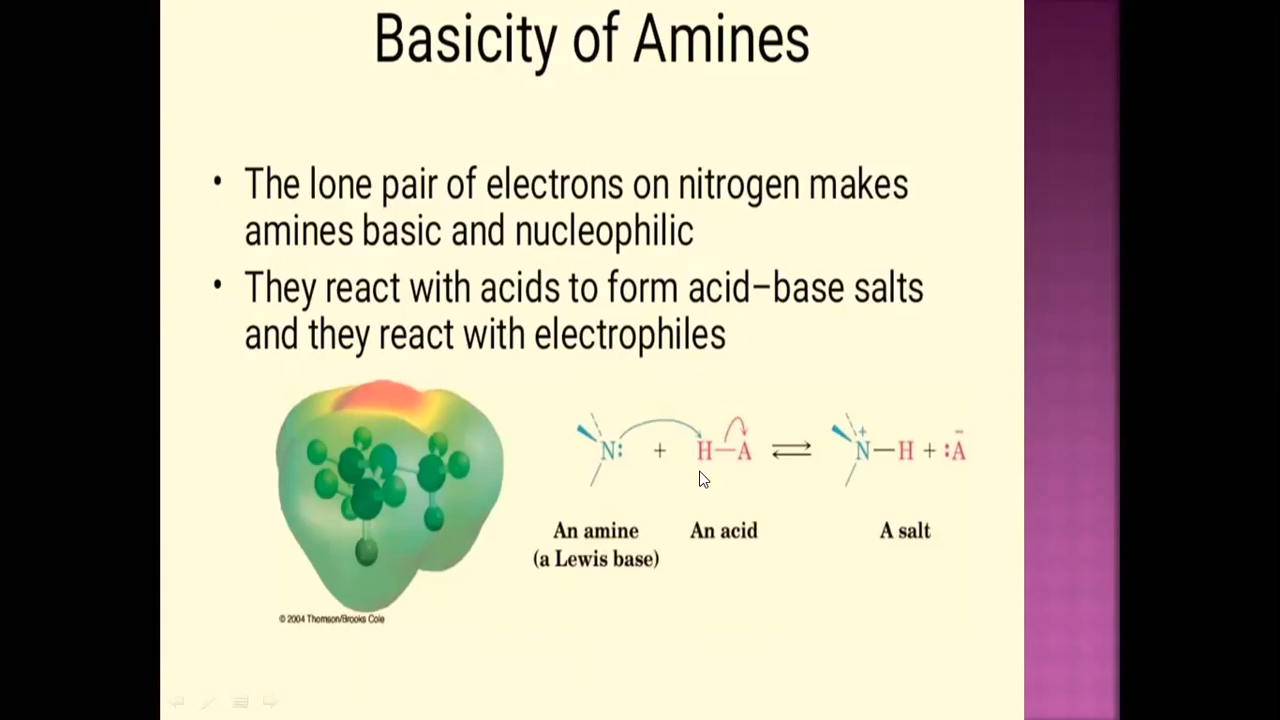 Basicity of Amines
• The lone pair of electrons on nitrogen makes
amines basic and nucleophilic
• They react with acids to form acid–base salts
and they react with electrophiles
N: + H—A ⇌ N⁺—H + :A⁻
An amine An acid A salt
(a Lewis base)
© 2004 Thomson/Brooks Cole